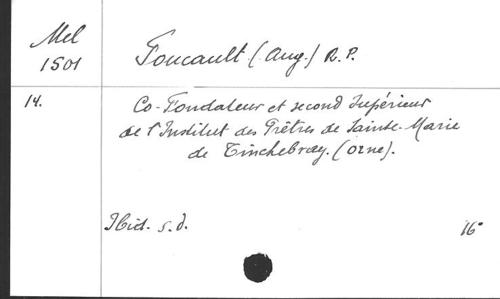 Mel
1501
Foucault (Aug.) R.P.
14.
Co-Fondateur et second Supérieur
de l'Institut des Prêtres de Sainte-Marie
de Tinchebray. (Orne).
Ibid. s.d.
16°